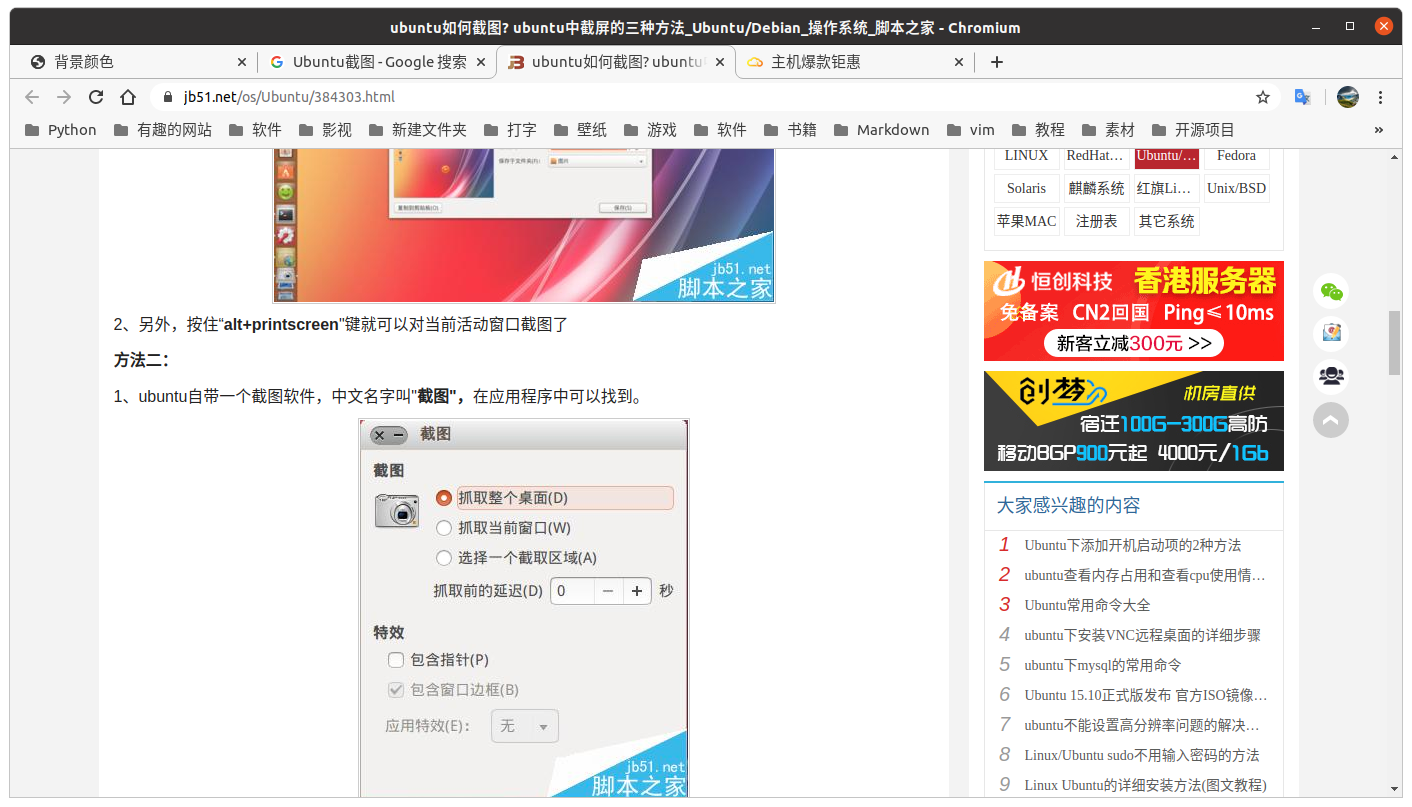 ubuntu如何截图? ubuntu中截屏的三种方法_Ubuntu/Debian_操作系统_脚本之家 - Chromium
背景颜色
Ubuntu截图 - Google 搜索
ubuntu如何截图? ubuntu
主机爆款钜惠
jb51.net/os/Ubuntu/384303.html
Python 有趣的网站 软件 影视 新建文件夹 打字 壁纸 游戏 软件 书籍 Markdown vim 教程 素材 开源项目 »
保存于文件夹(F): 图片
复制到剪贴板(O) 保存(S)
jb51.net
脚本之家
2、另外，按住“alt+printscreen”键就可以对当前活动窗口截图了
方法二：
1、ubuntu自带一个截图软件，中文名字叫"截图"，在应用程序中可以找到。
截图
截图
抓取整个桌面(D)
抓取当前窗口(W)
选择一个截取区域(A)
抓取前的延迟(D) 0 − + 秒
特效
包含指针(P)
包含窗口边框(B)
应用特效(E)： 无
jb51.net
脚本之家
LINUX RedHat… Ubuntu/… Fedora
Solaris 麒麟系统 红旗Li… Unix/BSD
苹果MAC 注册表 其它系统
恒创科技 香港服务器
免备案 CN2回国 Ping≤10ms
新客立减300元 >>
创梦 机房直供
宿迁100G-300G高防
移动BGP900元起 4000元/1Gb
大家感兴趣的内容
1 Ubuntu下添加开机启动项的2种方法
2 ubuntu查看内存占用和查看cpu使用情…
3 Ubuntu常用命令大全
4 ubuntu下安装VNC远程桌面的详细步骤
5 ubuntu下mysql的常用命令
6 Ubuntu 15.10正式版发布 官方ISO镜像…
7 ubuntu不能设置高分辨率问题的解决…
8 Linux/Ubuntu sudo不用输入密码的方法
9 Linux Ubuntu的详细安装方法(图文教程)